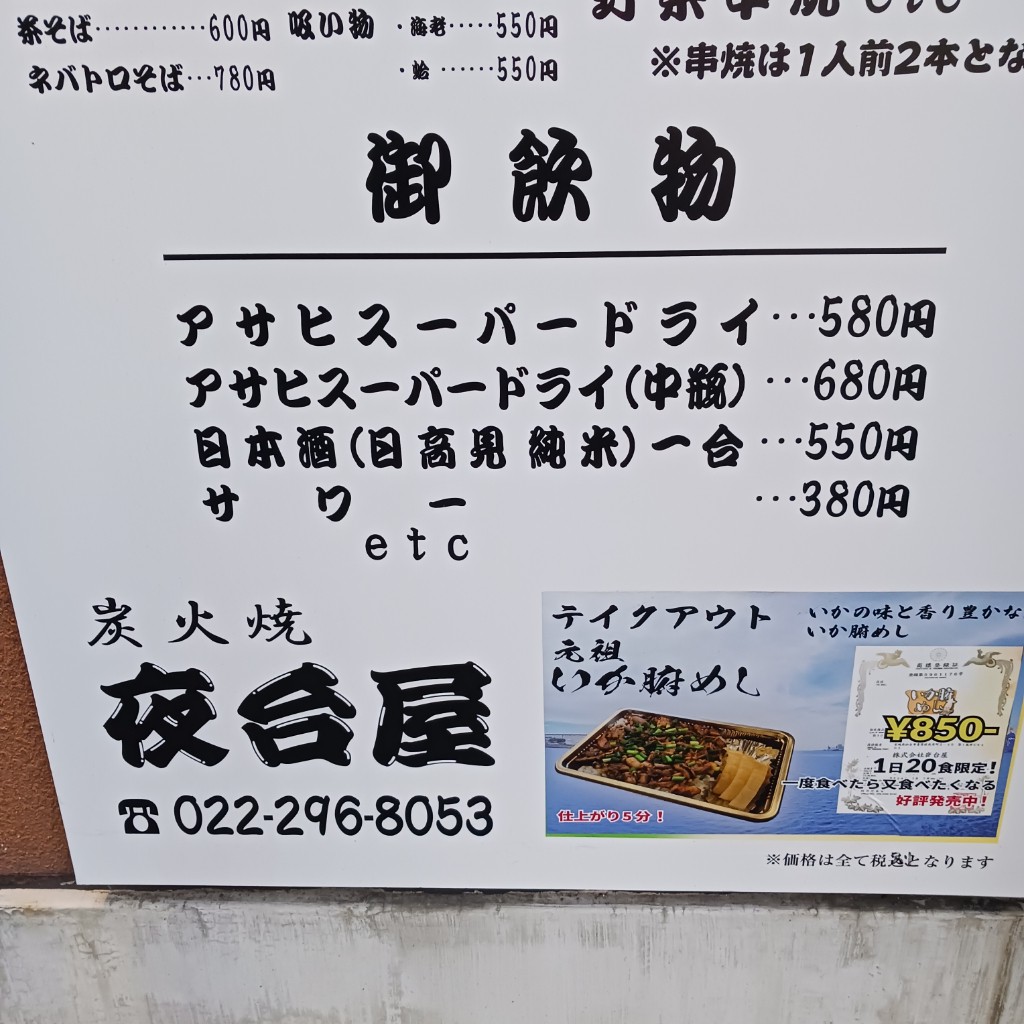 茶そば…………600円 吸い物 ・海老……550円
ネバトロそば…780円 ・蛤……550円
※串焼は1人前2本とな
御飲物
アサヒスーパードライ…580円
アサヒスーパードライ(中瓶)…680円
日本酒(日高見 純米)一合…550円
サワー…380円
etc
炭火焼
夜台屋
☎022-296-8053
テイクアウト
元祖
いか腑めし
いかの味と香り豊かな
いか腑めし
¥850-
1日20食限定!
一度食べたら又食べたくなる
好評発売中!
仕上がり5分!
※価格は全て税込となります